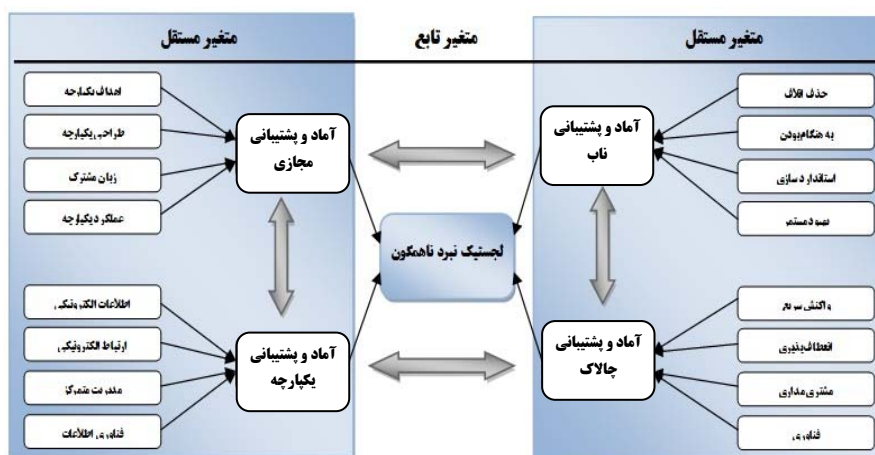 متغیر مستقل
متغیر تابع
متغیر مستقل
حذف اتلاف
به هنگام بودن
استاندارد سازی
بهبود مستمر
آماد و پشتیبانی
ناب
واکنش سریع
انعطاف پذیری
مشتری مداری
فناوری
آماد و پشتیبانی
چالاک
لجستیک نبرد ناهمگون
آماد و پشتیبانی
مجازی
اهداف یکپارچه
طراحی یکپارچه
زبان مشترک
عملکرد یکپارچه
آماد و پشتیبانی
یکپارچه
اطلاعات الکترونیکی
ارتباط الکترونیکی
مدیریت متمرکز
فناوری اطلاعات